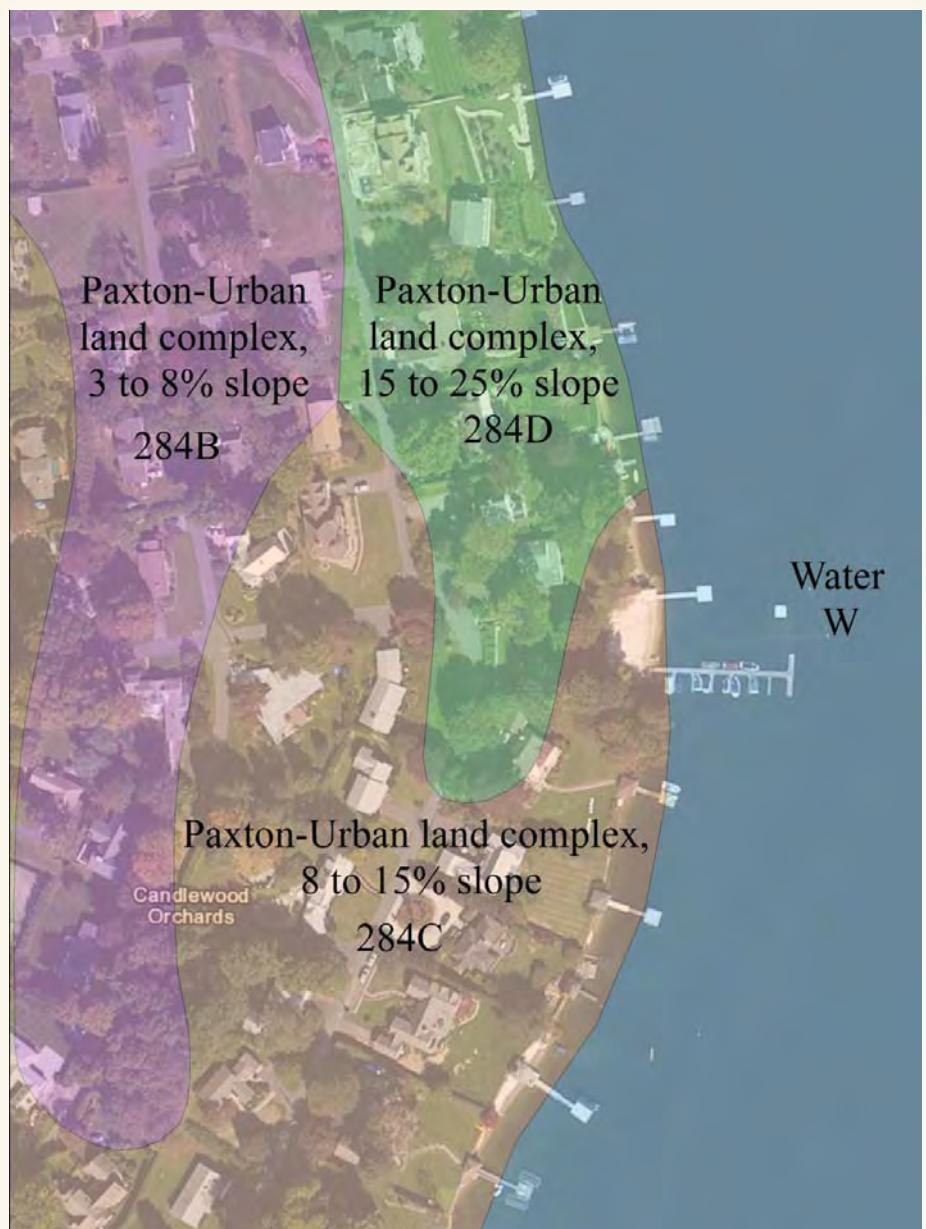 Paxton-Urban
land complex,
3 to 8% slope
284B
Paxton-Urban
land complex,
15 to 25% slope
284D
Water
W
Paxton-Urban land complex,
8 to 15% slope
284C
Candlewood
Orchards